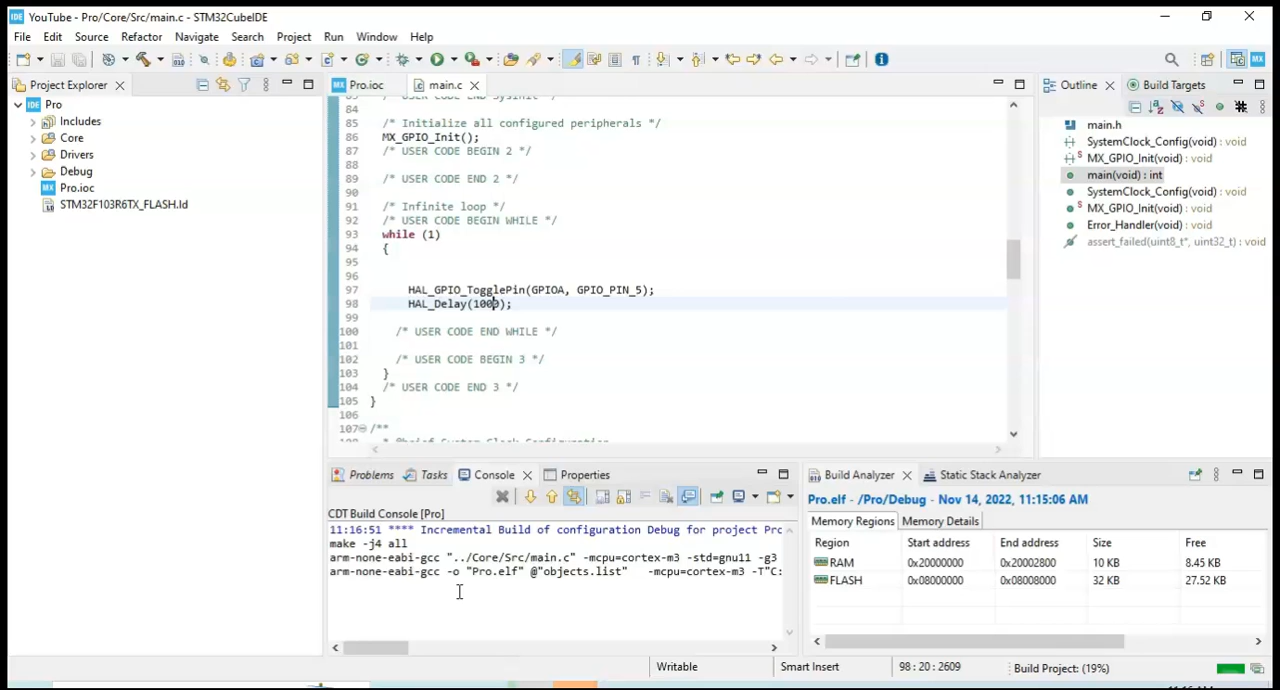 YouTube - Pro/Core/Src/main.c - STM32CubeIDE
File Edit Source Refactor Navigate Search Project Run Window Help
Project Explorer
Pro
Includes
Core
Drivers
Debug
Pro.ioc
STM32F103R6TX_FLASH.ld
Pro.ioc main.c
84
85 /* Initialize all configured peripherals */
86 MX_GPIO_Init();
87 /* USER CODE BEGIN 2 */
88
89 /* USER CODE END 2 */
90
91 /* Infinite loop */
92 /* USER CODE BEGIN WHILE */
93 while (1)
94 {
95
96
97 HAL_GPIO_TogglePin(GPIOA, GPIO_PIN_5);
98 HAL_Delay(1000);
99
100 /* USER CODE END WHILE */
101
102 /* USER CODE BEGIN 3 */
103 }
104 /* USER CODE END 3 */
105 }
106
107 /**
Outline Build Targets
main.h
SystemClock_Config(void) : void
MX_GPIO_Init(void) : void
main(void) : int
SystemClock_Config(void) : void
MX_GPIO_Init(void) : void
Error_Handler(void) : void
assert_failed(uint8_t*, uint32_t) : void
Problems Tasks Console Properties
CDT Build Console [Pro]
11:16:51 **** Incremental Build of configuration Debug for project Pro
make -j4 all
arm-none-eabi-gcc "../Core/Src/main.c" -mcpu=cortex-m3 -std=gnu11 -g3
arm-none-eabi-gcc -o "Pro.elf" @"objects.list" -mcpu=cortex-m3 -T"C:
Build Analyzer Static Stack Analyzer
Pro.elf - /Pro/Debug - Nov 14, 2022, 11:15:06 AM
Memory Regions Memory Details
Region Start address End address Size Free
RAM 0x20000000 0x20002800 10 KB 8.45 KB
FLASH 0x08000000 0x08008000 32 KB 27.52 KB
Writable Smart Insert 98 : 20 : 2609 Build Project: (19%)